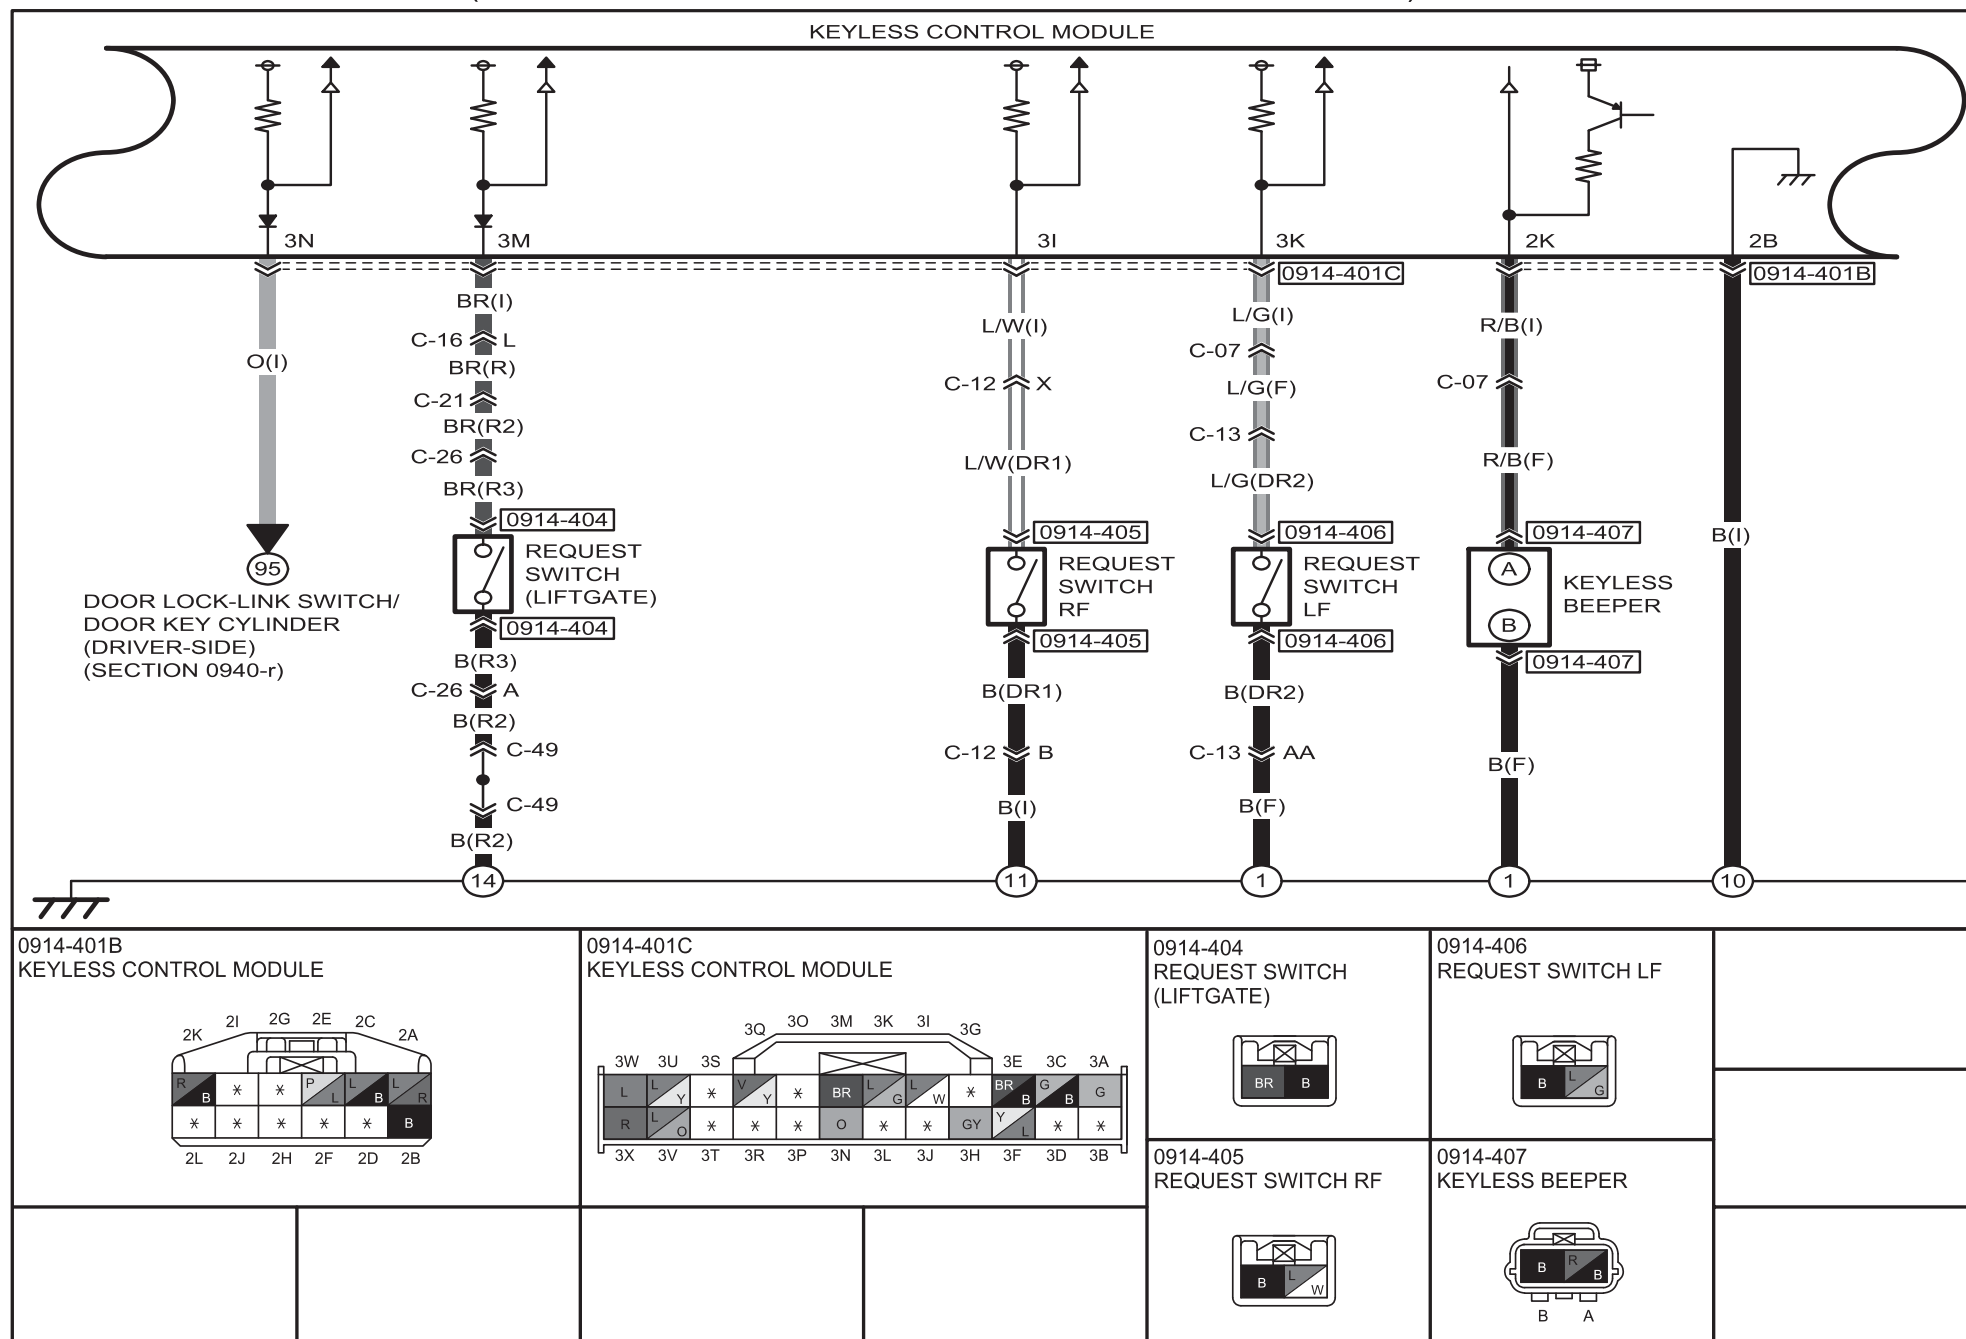 KEYLESS CONTROL MODULE
3N 3M 3I 3K 2K 2B
0914-401C 0914-401B
BR(I) L/W(I) L/G(I) R/B(I)
C-16 L
O(I) BR(R)
C-07
C-12 X
L/G(F)
C-07
C-21
BR(R2)
C-13
C-26
L/W(DR1) R/B(F)
BR(R3) L/G(DR2)
0914-404 0914-405 0914-406 0914-407
B(I)
95
DOOR LOCK-LINK SWITCH/
DOOR KEY CYLINDER
(DRIVER-SIDE)
(SECTION 0940-r)
REQUEST
SWITCH
(LIFTGATE)
REQUEST
SWITCH
RF
REQUEST
SWITCH
LF
A
B
KEYLESS
BEEPER
0914-404 0914-405 0914-406 0914-407
B(R3)
C-26 A
B(R2)
C-49
C-49
B(R2)
B(DR1)
C-12 B
B(I)
B(DR2)
C-13 AA
B(F)
B(F)
14 11 1 1 10
0914-401B
KEYLESS CONTROL MODULE
2K 2I 2G 2E 2C 2A
R B * * P L L B L R
* * * * * B
2L 2J 2H 2F 2D 2B
0914-401C
KEYLESS CONTROL MODULE
3W 3U 3S 3Q 3O 3M 3K 3I 3G 3E 3C 3A
L L Y * V Y * BR L G L W * BR B G B G
R L O * * * O * * GY Y L * *
3X 3V 3T 3R 3P 3N 3L 3J 3H 3F 3D 3B
0914-404
REQUEST SWITCH
(LIFTGATE)
BR B
0914-406
REQUEST SWITCH LF
B L G
0914-405
REQUEST SWITCH RF
B L W
0914-407
KEYLESS BEEPER
B R B
B A